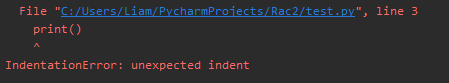 File "C:/Users/Liam/PycharmProjects/Rac2/test.py", line 3
print()
^
IndentationError: unexpected indent